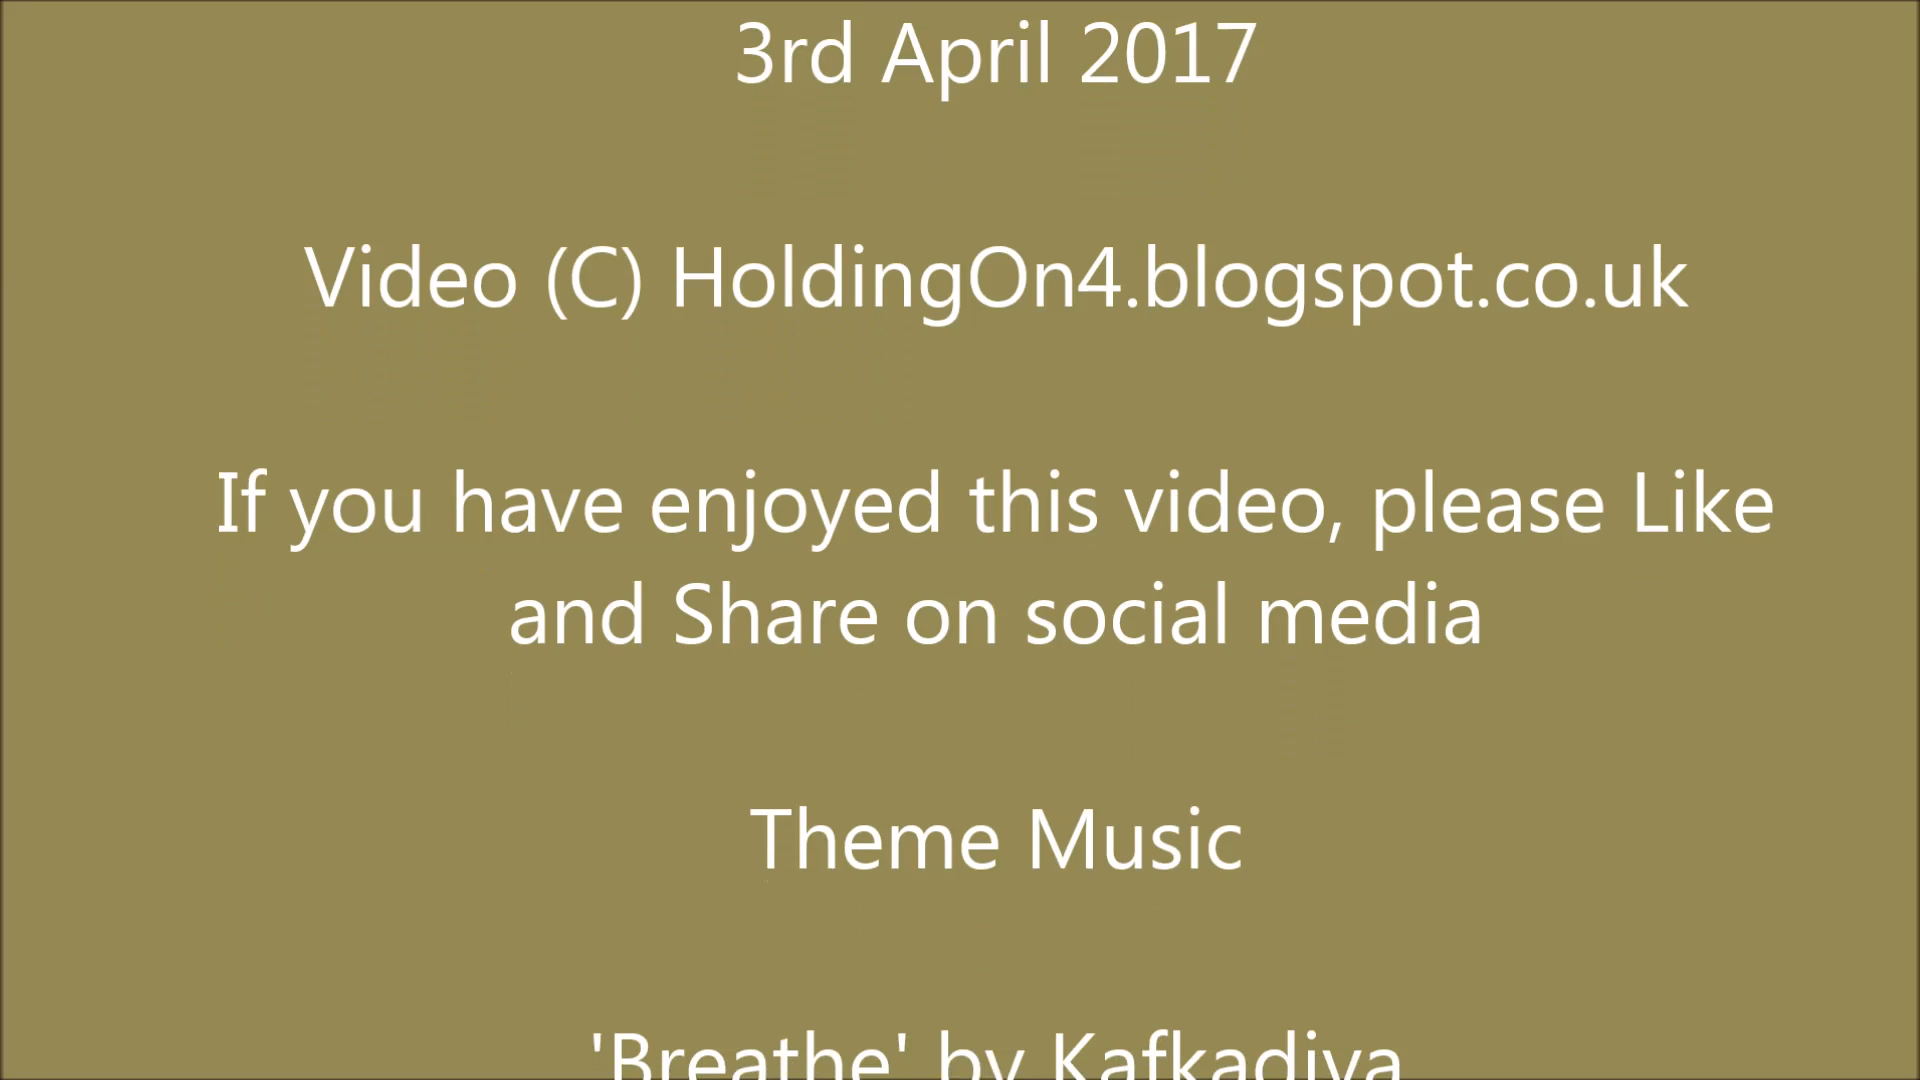 3rd April 2017
Video (C) HoldingOn4.blogspot.co.uk
If you have enjoyed this video, please Like
and Share on social media
Theme Music
'Breathe' by Kafkadiva